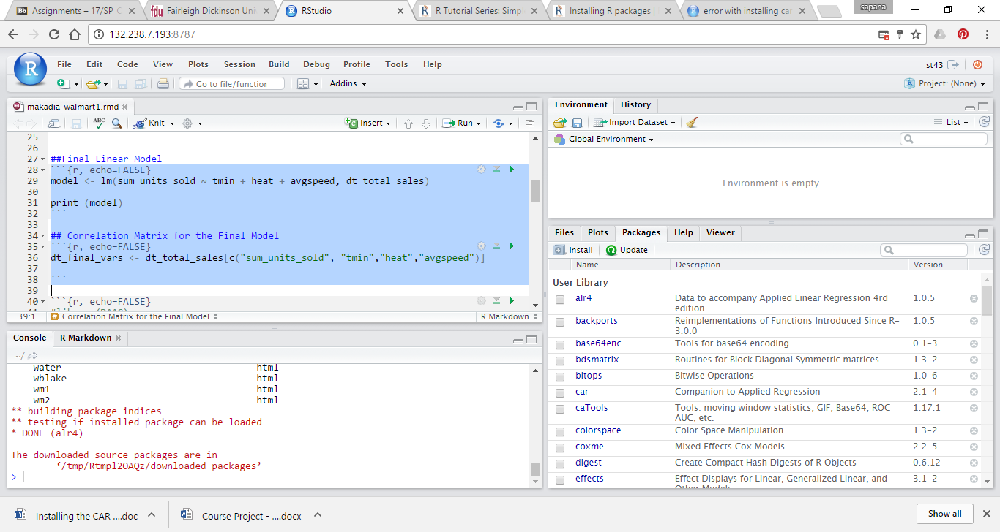 Assignments – 17/SP_C
Fairleigh Dickinson Uni
RStudio
R Tutorial Series: Simpl
Installing R packages |
error with installing car
sapana
132.238.7.193:8787
File Edit Code View Plots Session Build Debug Profile Tools Help
st43
Go to file/function
Addins
Project: (None)
makadia_walmart1.rmd
ABC
Knit
Insert
Run
25
26
27 ##Final Linear Model
28 ```{r, echo=FALSE}
29 model <- lm(sum_units_sold ~ tmin + heat + avgspeed, dt_total_sales)
30
31 print (model)
32 ```
33
34 ## Correlation Matrix for the Final Model
35 ```{r, echo=FALSE}
36 dt_final_vars <- dt_total_sales[c("sum_units_sold", "tmin","heat","avgspeed")]
37
38 ```
39
40 ```{r, echo=FALSE}
41 #library(DAAG)
39:1 # Correlation Matrix for the Final Model R Markdown
Console R Markdown
~/
water html
wblake html
wm1 html
wm2 html
** building package indices
** testing if installed package can be loaded
* DONE (alr4)
The downloaded source packages are in
‘/tmp/Rtmpl2OAQz/downloaded_packages’
>
Environment History
Import Dataset
List
Global Environment
Environment is empty
Files Plots Packages Help Viewer
Install Update
Name Description Version
User Library
alr4 Data to accompany Applied Linear Regression 4rd edition 1.0.5
backports Reimplementations of Functions Introduced Since R-3.0.0 1.0.5
base64enc Tools for base64 encoding 0.1-3
bdsmatrix Routines for Block Diagonal Symmetric matrices 1.3-2
bitops Bitwise Operations 1.0-6
car Companion to Applied Regression 2.1-4
caTools Tools: moving window statistics, GIF, Base64, ROC AUC, etc. 1.17.1
colorspace Color Space Manipulation 1.3-2
coxme Mixed Effects Cox Models 2.2-5
digest Create Compact Hash Digests of R Objects 0.6.12
effects Effect Displays for Linear, Generalized Linear, and Other Models 3.1-2
Installing the CAR ....doc
Course Project - ....docx
Show all